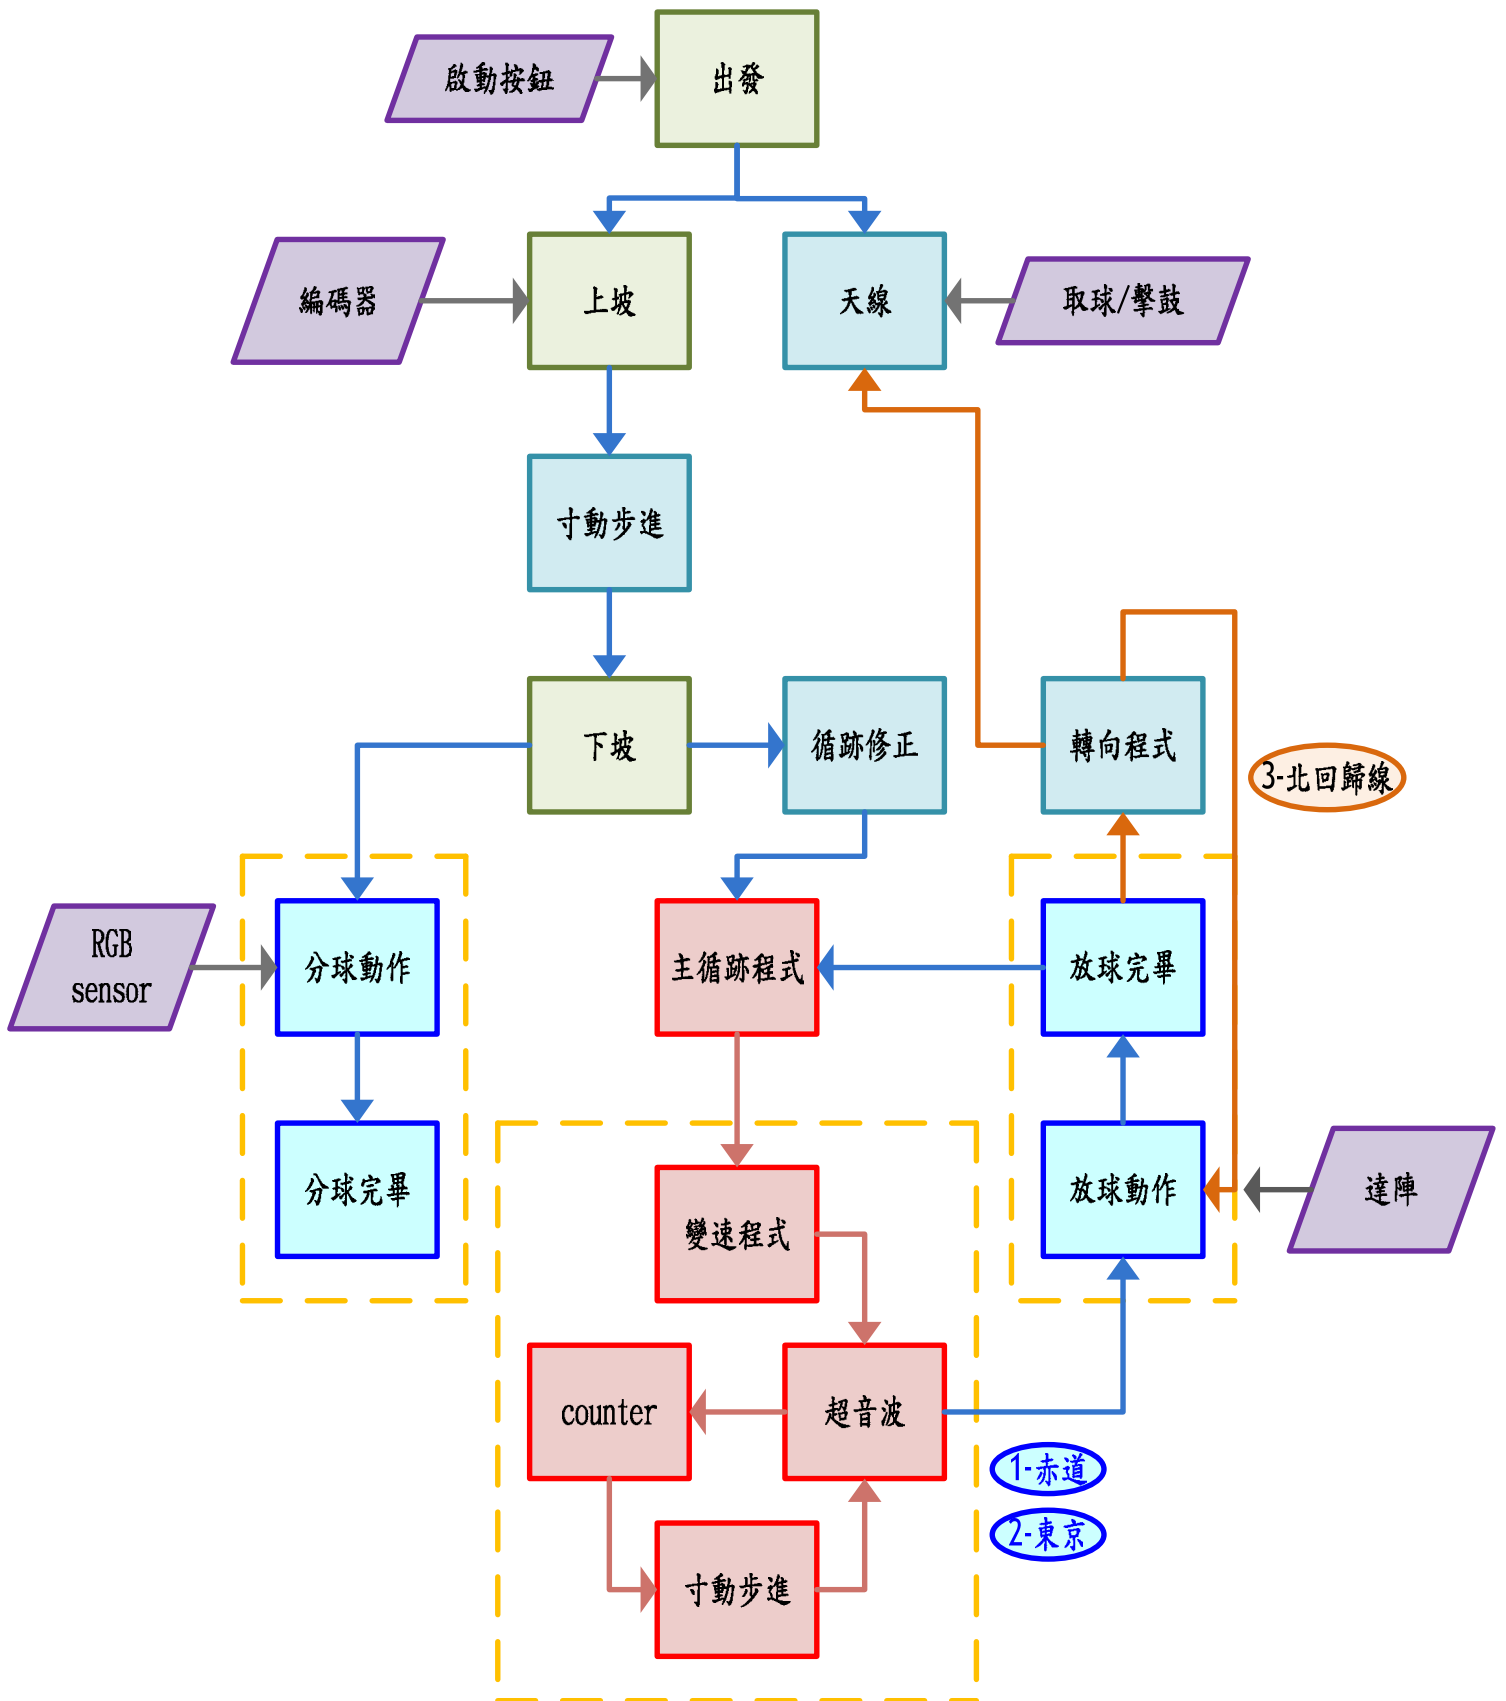 啟動按鈕
出發
編碼器
上坡
天線
取球/擊鼓
寸動步進
下坡
循跡修正
轉向程式
3-北回歸線
RGB
sensor
分球動作
主循跡程式
放球完畢
分球完畢
變速程式
放球動作
達陣
counter
超音波
1-赤道
2-東京
寸動步進